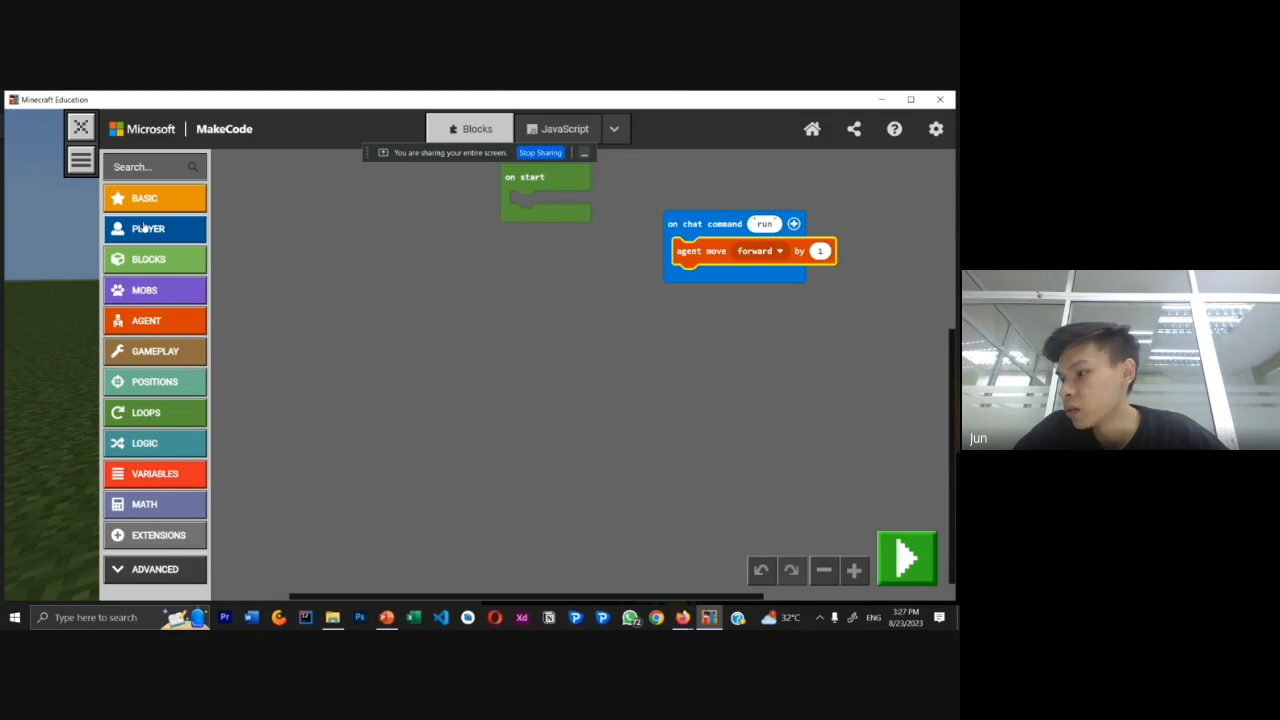 Minecraft Education
Microsoft | MakeCode
Blocks
JavaScript
You are sharing your entire screen.
Stop Sharing
Search...
BASIC
PLAYER
BLOCKS
MOBS
AGENT
GAMEPLAY
POSITIONS
LOOPS
LOGIC
VARIABLES
MATH
EXTENSIONS
ADVANCED
on start
on chat command "run"
agent move forward by 1
Jun
Type here to search
72
32°C
ENG
3:27 PM
8/23/2023